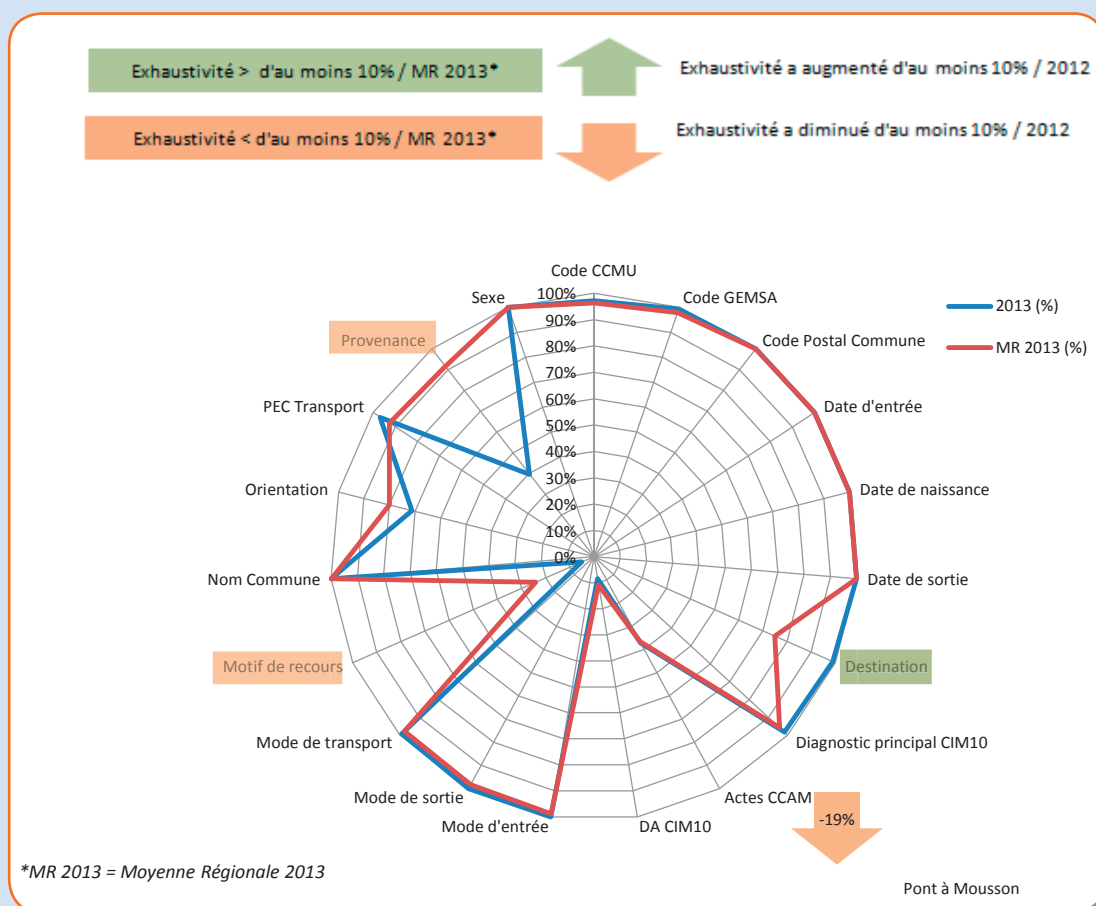 Exhaustivité > d'au moins 10% / MR 2013*
Exhaustivité a augmenté d'au moins 10% / 2012
Exhaustivité < d'au moins 10% / MR 2013*
Exhaustivité a diminué d'au moins 10% / 2012
Code CCMU
100%
90%
80%
70%
60%
50%
40%
30%
20%
10%
0%
Code GEMSA
Code Postal Commune
Date d'entrée
Date de naissance
Date de sortie
Destination
Diagnostic principal CIM10
Actes CCAM
-19%
DA CIM10
Mode d'entrée
Mode de sortie
Mode de transport
Motif de recours
Nom Commune
Orientation
PEC Transport
Provenance
Sexe
2013 (%)
MR 2013 (%)
*MR 2013 = Moyenne Régionale 2013
Pont à Mousson